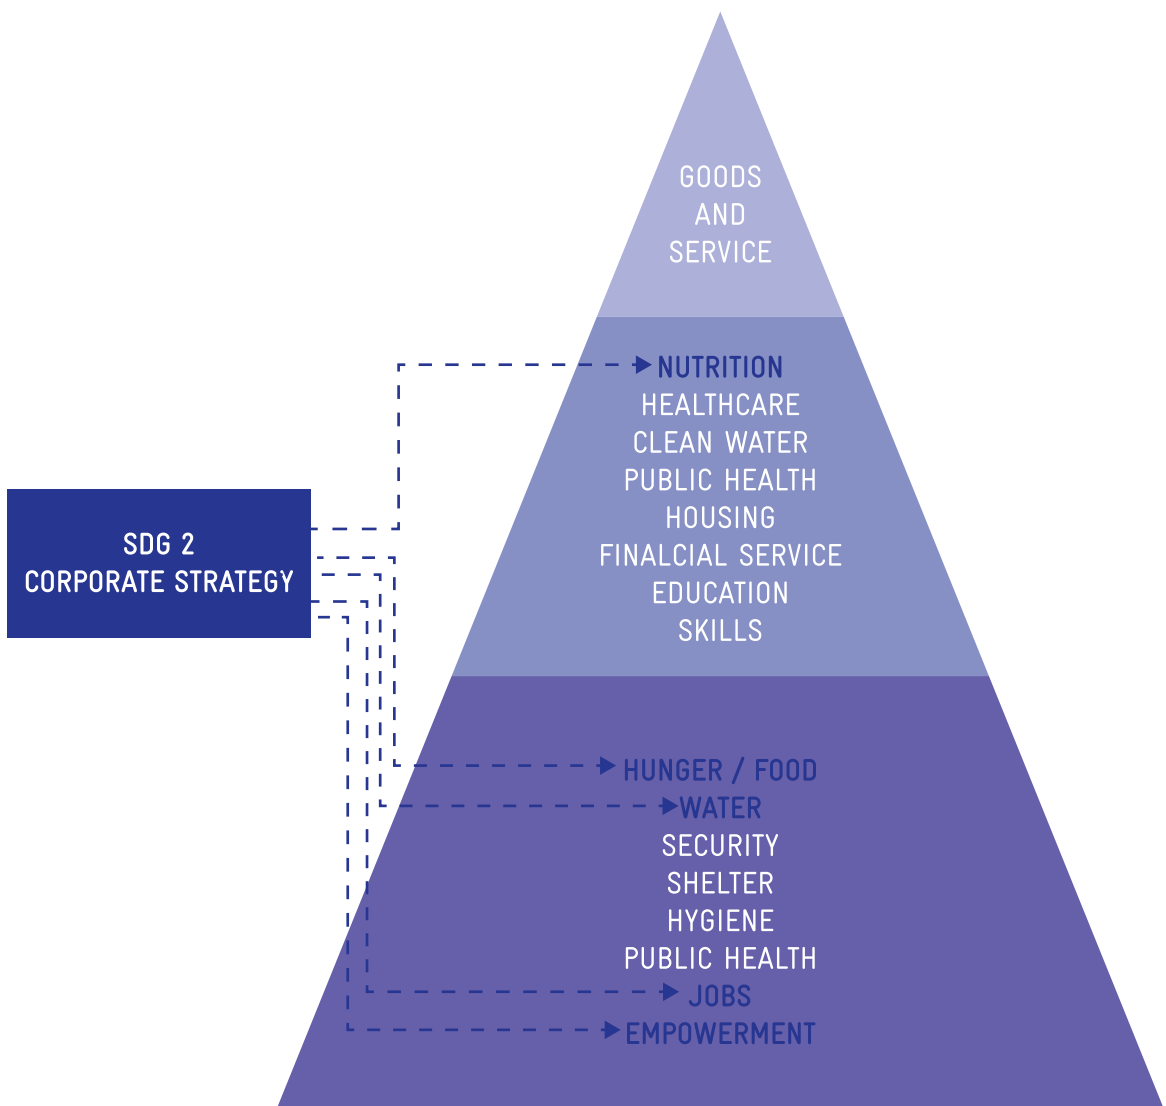 GOODS
AND
SERVICE
NUTRITION
HEALTHCARE
CLEAN WATER
PUBLIC HEALTH
HOUSING
FINALCIAL SERVICE
EDUCATION
SKILLS
SDG 2
CORPORATE STRATEGY
HUNGER / FOOD
WATER
SECURITY
SHELTER
HYGIENE
PUBLIC HEALTH
JOBS
EMPOWERMENT